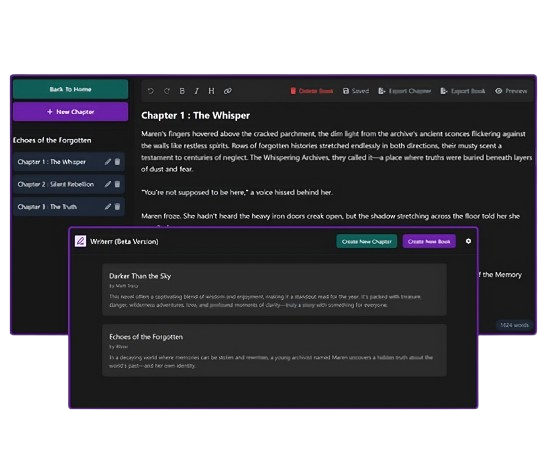 Back To Home
+ New Chapter
Echoes of the Forgotten
Chapter 1 : The Whisper
Chapter 2 : Silent Rebellion
Chapter 3 : The Truth
B I H
Delete Book
Saved
Export Chapter
Export Book
Preview
Chapter 1 : The Whisper
Maren's fingers hovered above the cracked parchment, the dim light from the archive's ancient sconces flickering against
the walls like restless spirits. Rows of forgotten histories stretched endlessly in both directions, their musty scent a
testament to centuries of neglect. The Whispering Archives, they called it—a place where truths were buried beneath layers
of dust and fear.
"You're not supposed to be here," a voice hissed behind her.
Maren froze. She hadn't heard the heavy iron doors creak open, but the shadow stretching across the floor told her she
of the Memory
1624 words
Writerr (Beta Version)
Create New Chapter
Create New Book
Darker Than the Sky
This novel offers a captivating blend of wisdom and enjoyment, making it a standout read for the year. It's packed with treasure,
danger, wilderness adventures, love, and profound moments of clarity—truly a story with something for everyone.
Echoes of the Forgotten
In a decaying world where memories can be stolen and rewritten, a young archivist named Maren uncovers a hidden truth about the
world's past—and her own identity.